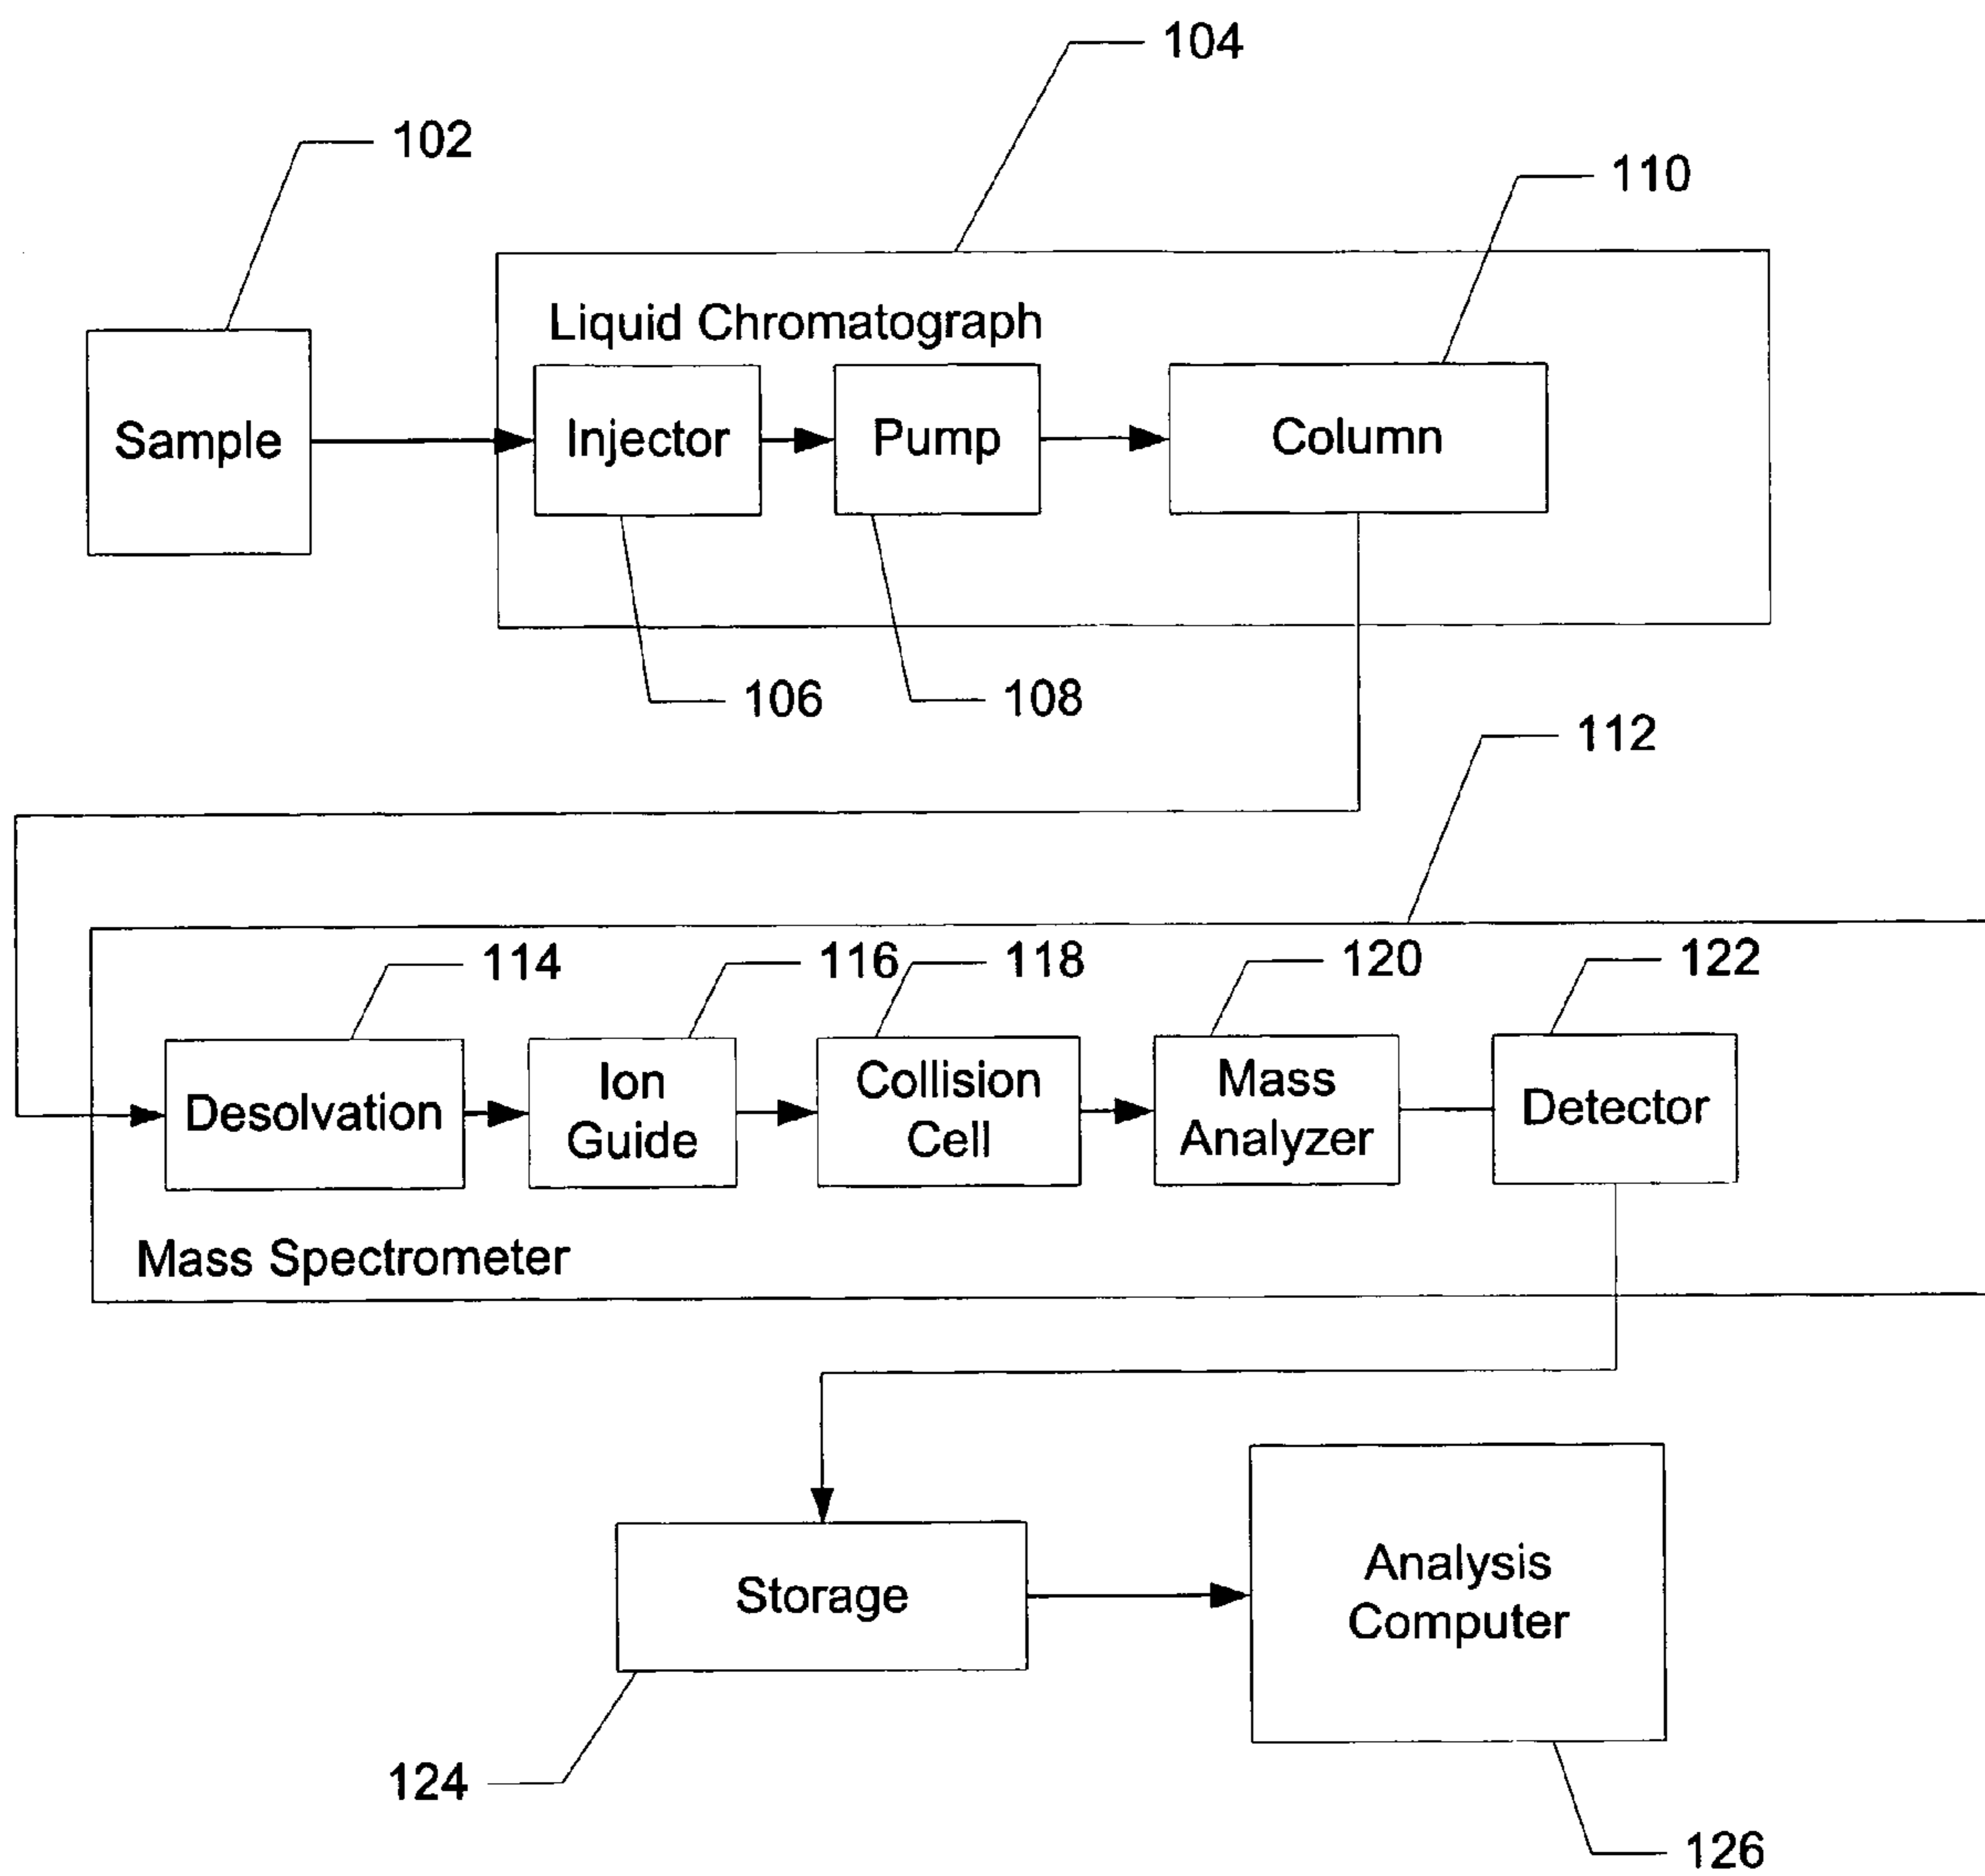 104
102
110
Liquid Chromatograph
Sample
Injector
Pump
Column
106
108
112
114
116
118
120
122
Desolvation
Ion
Guide
Collision
Cell
Mass
Analyzer
Detector
Mass Spectrometer
Storage
Analysis
Computer
124
126